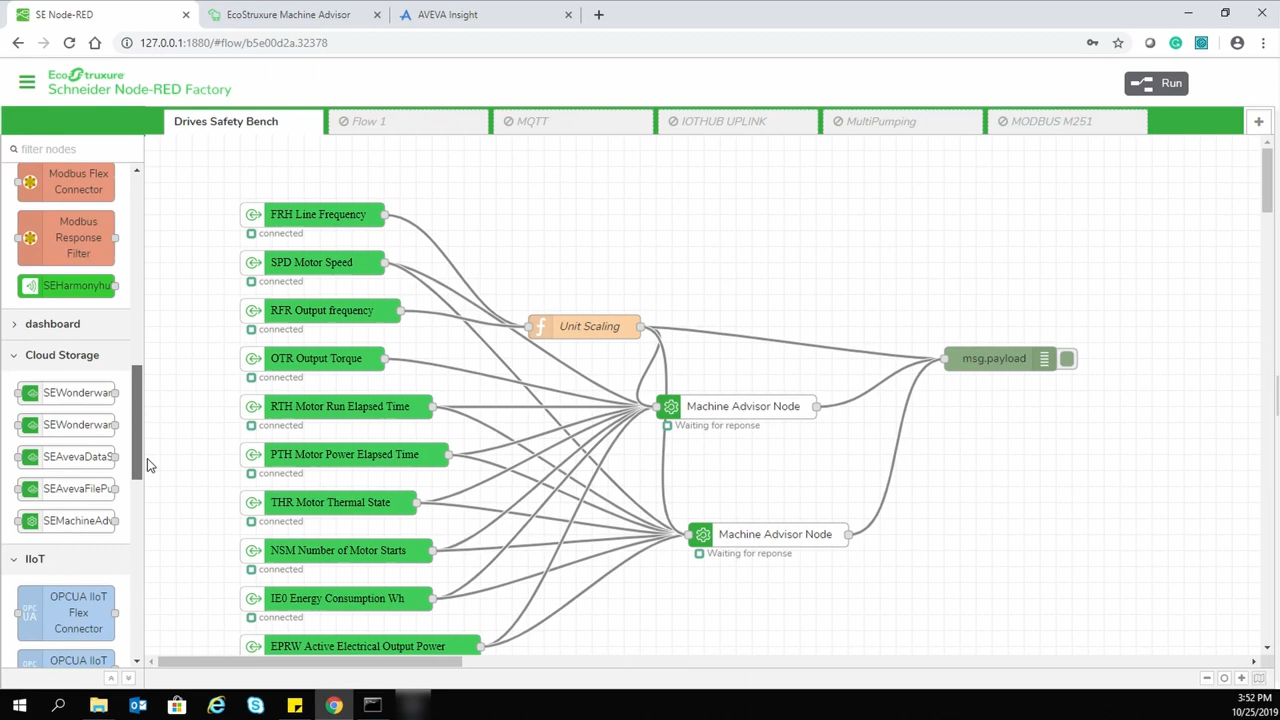 SE Node-RED
EcoStruxure Machine Advisor
AVEVA Insight
127.0.0.1:1880/#flow/b5e00d2a.32378
EcoStruxure
Schneider Node-RED Factory
Run
Drives Safety Bench
Flow 1
MQTT
IOTHUB UPLINK
MultiPumping
MODBUS M251
filter nodes
Modbus Flex
Connector
Modbus
Response
Filter
SEHarmonyhu
dashboard
Cloud Storage
SEWonderwar
SEWonderwar
SEAvevaDataS
SEAvevaFilePu
SEMachineAdv
IIoT
OPCUA IIoT
Flex
Connector
OPCUA IIoT
OPC
UA
FRH Line Frequency
connected
SPD Motor Speed
connected
RFR Output frequency
connected
OTR Output Torque
connected
RTH Motor Run Elapsed Time
connected
PTH Motor Power Elapsed Time
connected
THR Motor Thermal State
connected
NSM Number of Motor Starts
connected
IE0 Energy Consumption Wh
connected
EPRW Active Electrical Output Power
Unit Scaling
Machine Advisor Node
Waiting for reponse
Machine Advisor Node
Waiting for reponse
msg.payload
3:52 PM
10/25/2019